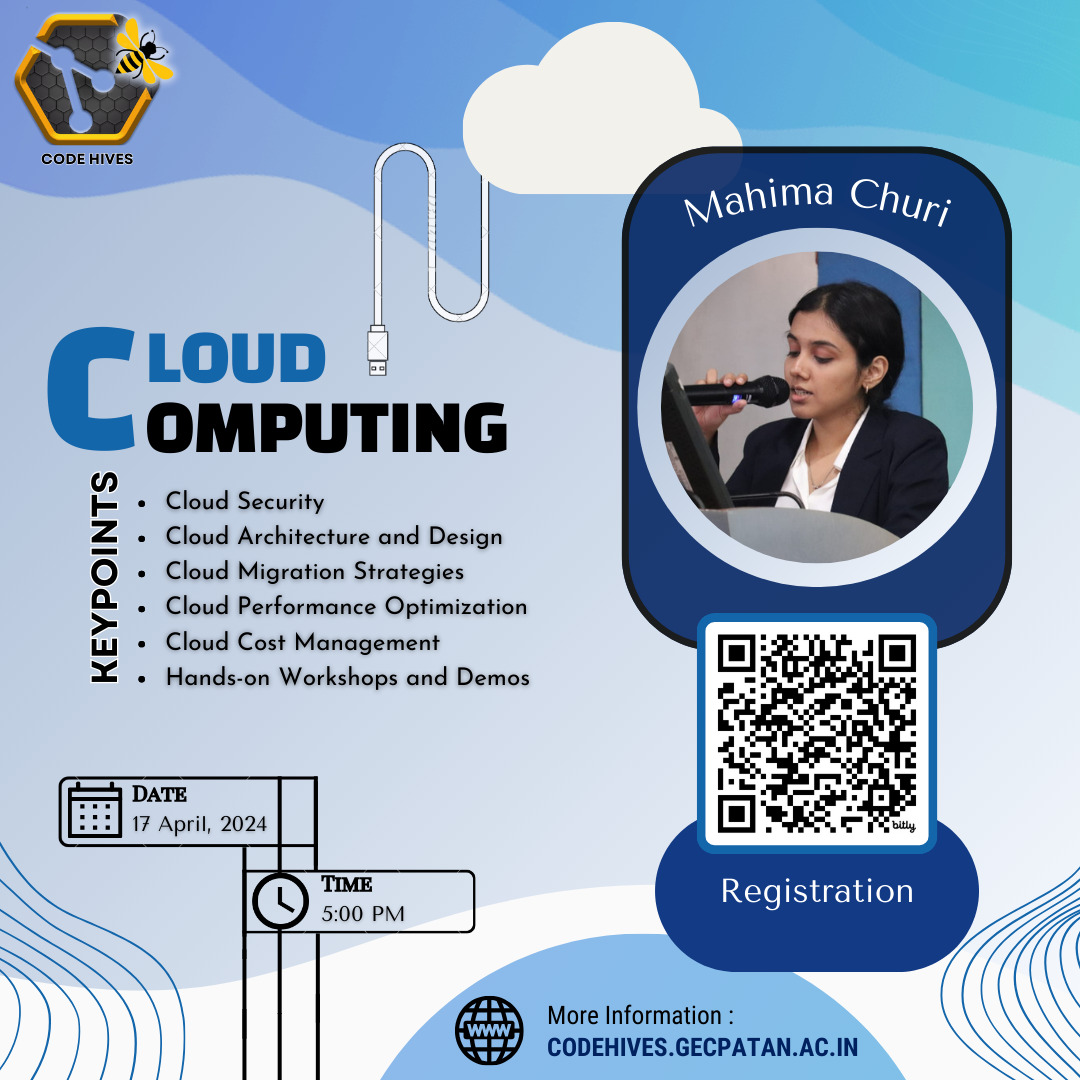 CODE HIVES
Mahima Churi
CLOUD
COMPUTING
KEYPOINTS
• Cloud Security
• Cloud Architecture and Design
• Cloud Migration Strategies
• Cloud Performance Optimization
• Cloud Cost Management
• Hands-on Workshops and Demos
DATE
17 April, 2024
TIME
5:00 PM
bitly
Registration
WWW
More Information :
CODEHIVES.GECPATAN.AC.IN